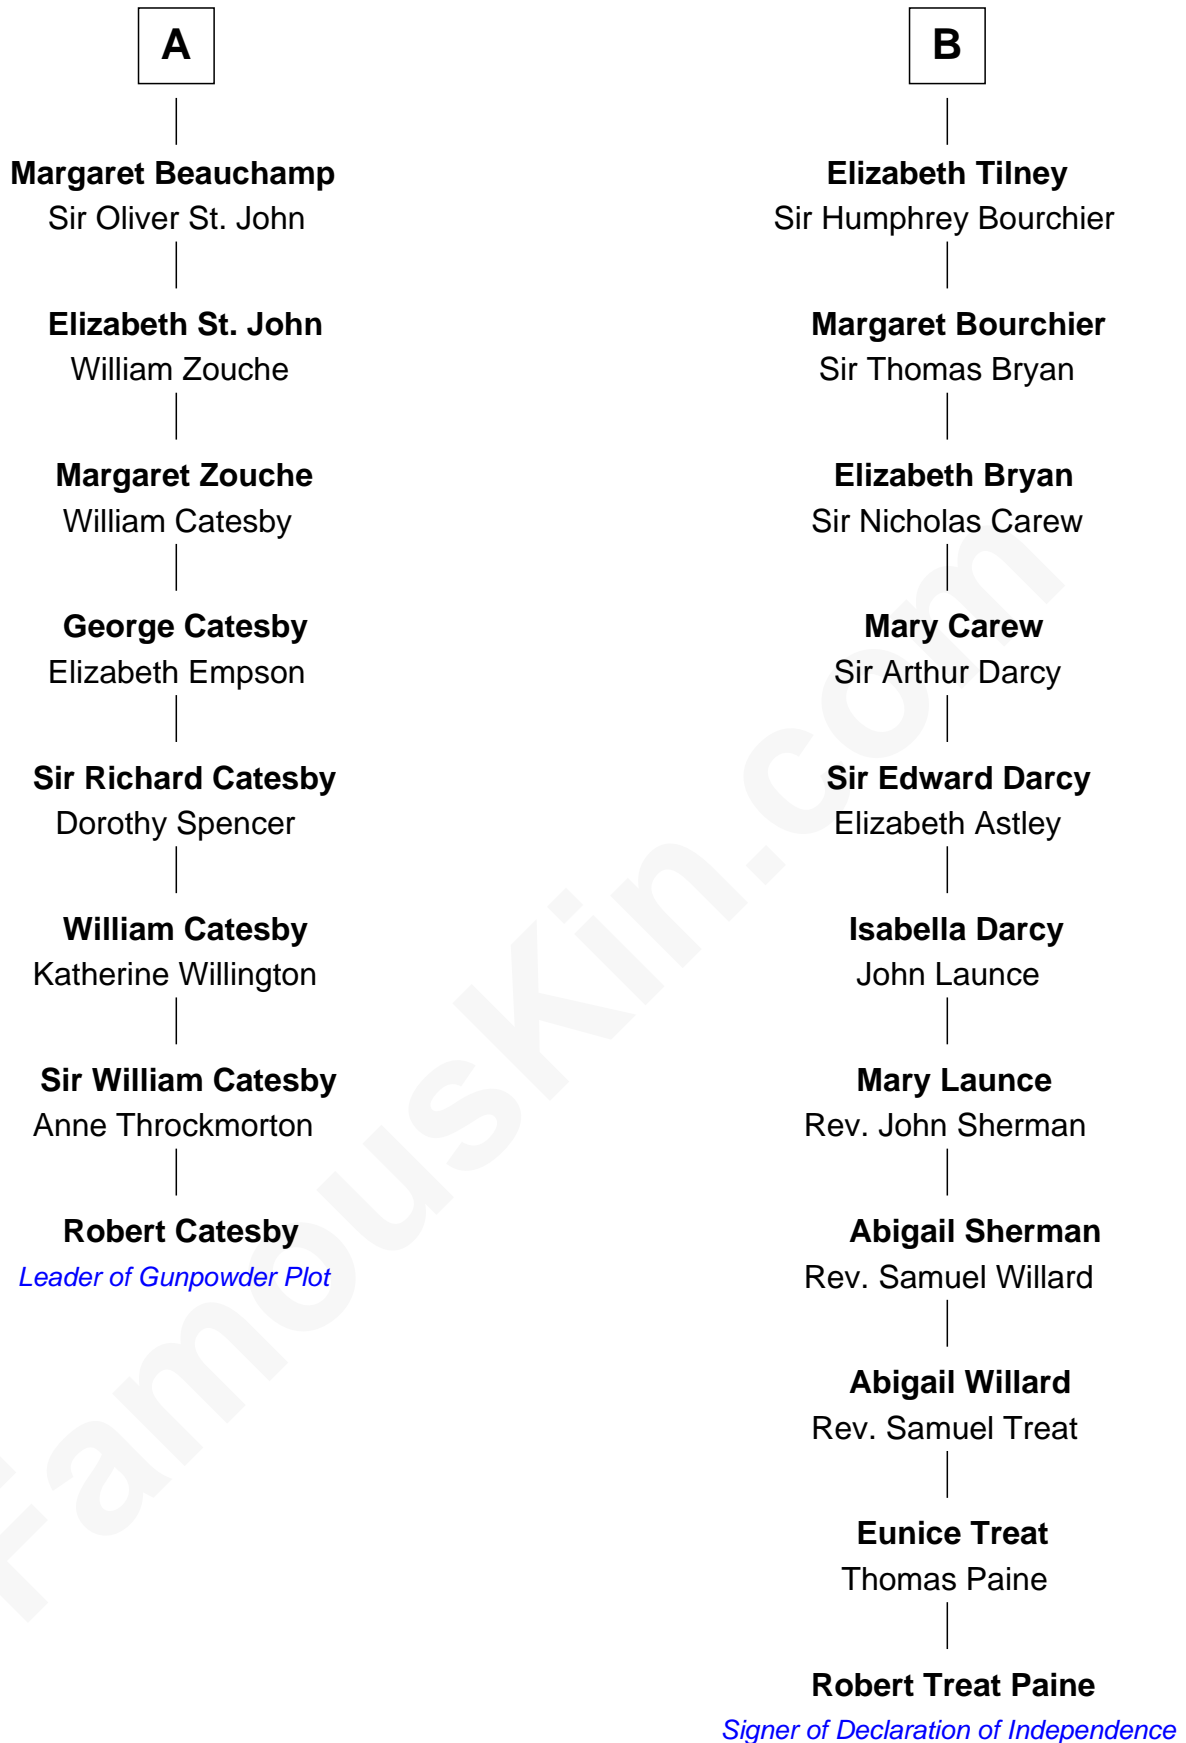 A
Margaret Beauchamp
Sir Oliver St. John
Elizabeth St. John
William Zouche
Margaret Zouche
William Catesby
George Catesby
Elizabeth Empson
Sir Richard Catesby
Dorothy Spencer
William Catesby
Katherine Willington
Sir William Catesby
Anne Throckmorton
Robert Catesby
Leader of Gunpowder Plot
B
Elizabeth Tilney
Sir Humphrey Bourchier
Margaret Bourchier
Sir Thomas Bryan
Elizabeth Bryan
Sir Nicholas Carew
Mary Carew
Sir Arthur Darcy
Sir Edward Darcy
Elizabeth Astley
Isabella Darcy
John Launce
Mary Launce
Rev. John Sherman
Abigail Sherman
Rev. Samuel Willard
Abigail Willard
Rev. Samuel Treat
Eunice Treat
Thomas Paine
Robert Treat Paine
Signer of Declaration of Independence
FamousKin.com